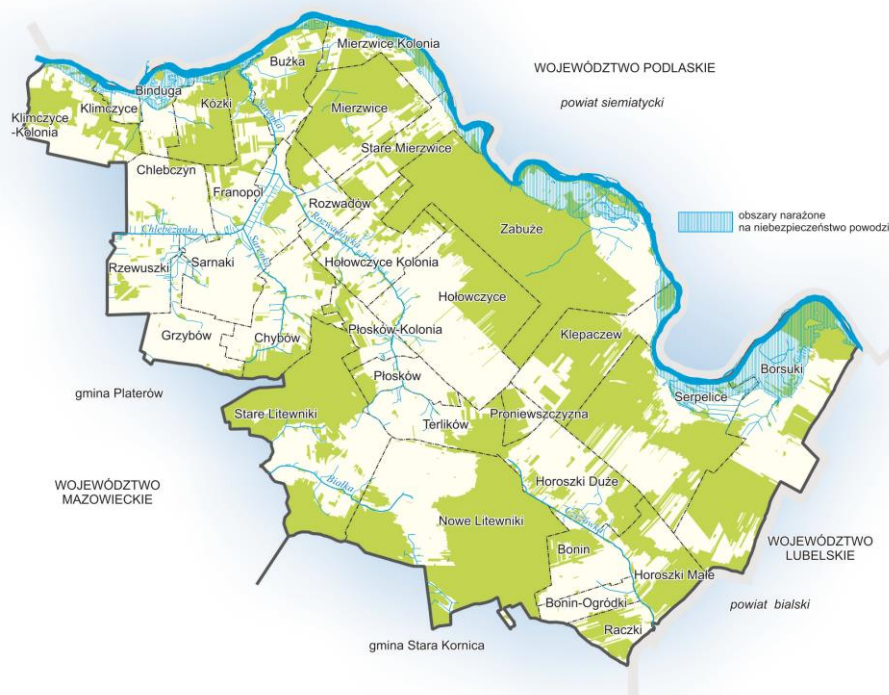 Mierzwice.Kolonia
Bużka
WOJEWÓDZTWO PODLASKIE
Binduga
powiat siemiatycki
Klimczyce
Kózki
Mierzwice
Klimczyce
-Kolonia
Sarenka
Stare Mierzwice
Chlebczyn
Franopol
Rozwadów
obszary narażone
na niebezpieczeństwo powodzi
Chlebczanka
Rozwadówka
Zabuże
Sarenka
Rzewuszki
Sarnaki
Hołowczyce Kolonia
Hołowczyce
Grzybów
Chybów
Płosków-Kolonia
Klepaczew
Borsuki
Płosków
gmina Platerów
Serpelice
Stare Litewniki
Proniewszczyzna
Terlików
WOJEWÓDZTWO
MAZOWIECKIE
Białka
Horoszki Duże
Nowe Litewniki
WOJEWÓDZTWO
LUBELSKIE
Bonin
Horoszki Małe
Bonin-Ogródki
powiat bialski
Raczki
gmina Stara Kornica